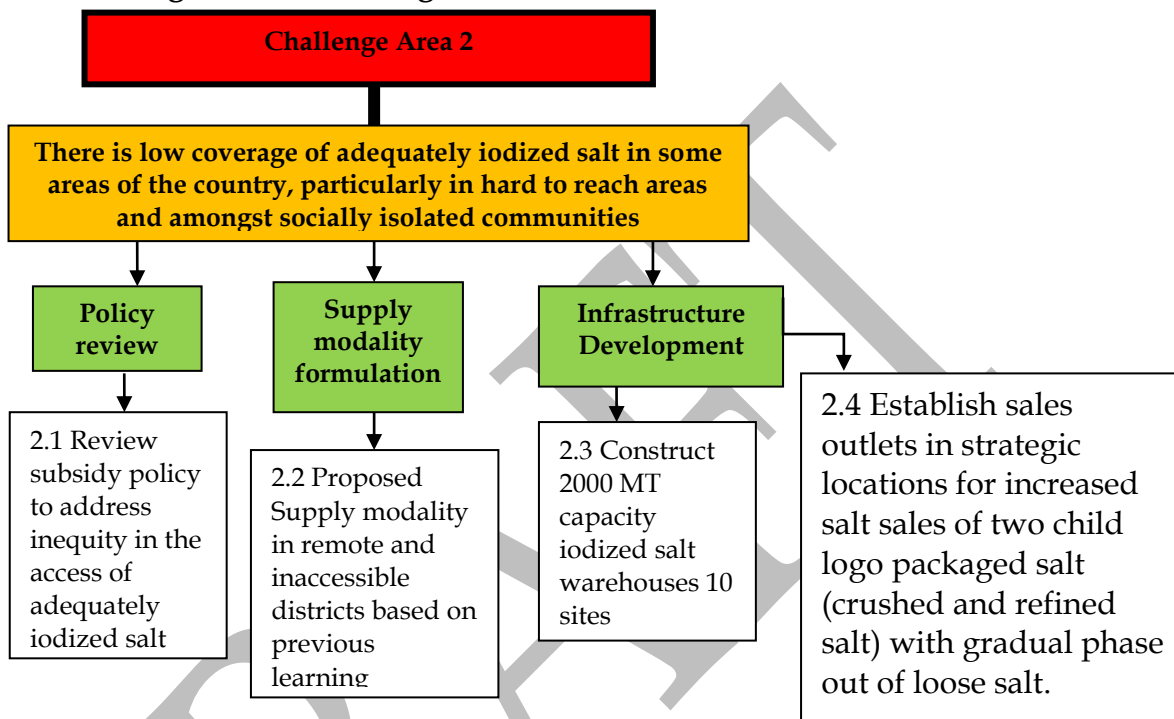 Challenge Area 2
There is low coverage of adequately iodized salt in some
areas of the country, particularly in hard to reach areas
and amongst socially isolated communities
Policy
review
Supply
modality
formulation
Infrastructure
Development
2.1 Review
subsidy policy
to address
inequity in the
access of
adequately
iodized salt
2.2 Proposed
Supply modality
in remote and
inaccessible
districts based on
previous
learning
2.3 Construct
2000 MT
capacity
iodized salt
warehouses 10
sites
2.4 Establish sales
outlets in strategic
locations for increased
salt sales of two child
logo packaged salt
(crushed and refined
salt) with gradual phase
out of loose salt.
DRAFT